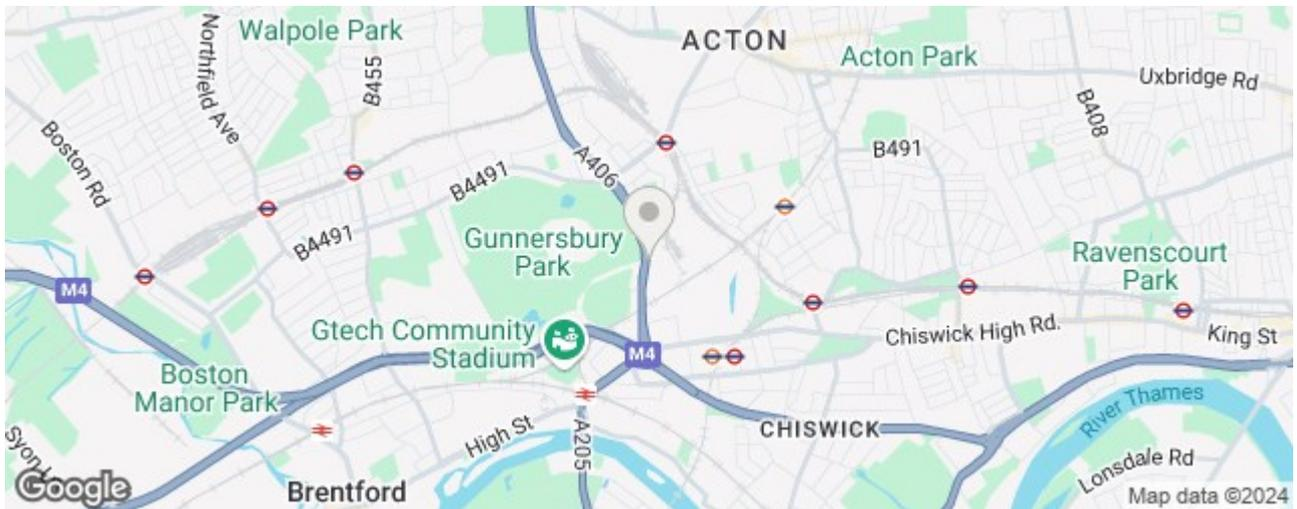 Walpole Park
ACTON
Acton Park
Uxbridge Rd
Northfield Ave
B455
B408
Boston Rd
A406
B491
B4491
B4491
Gunnersbury
Park
Ravenscourt
Park
M4
Gtech Community
Stadium
M4
Chiswick High Rd.
King St
Boston
Manor Park
High St
A205
CHISWICK
River Thames
Lonsdale Rd
Brentford
Google
Map data ©2024